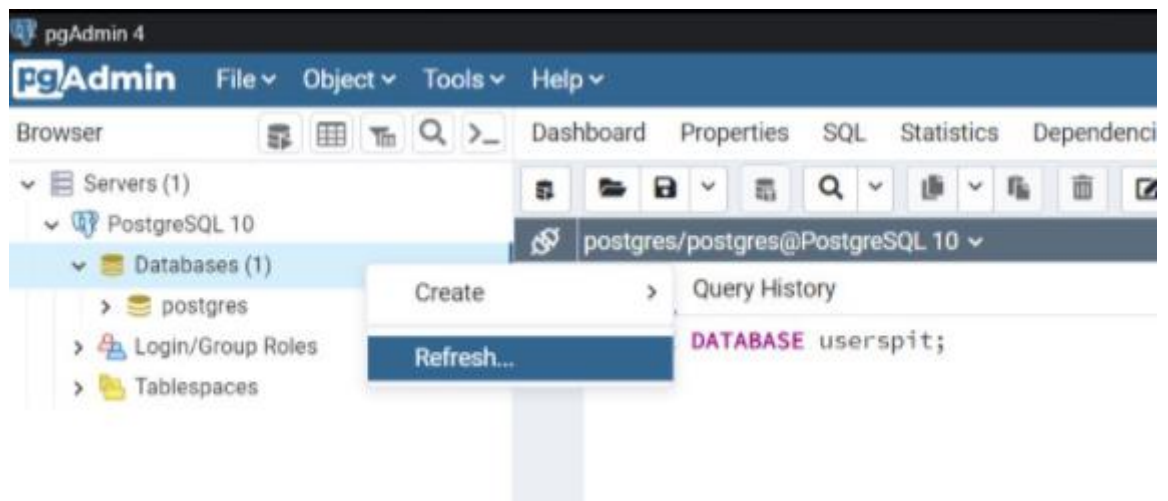 pgAdmin 4
pgAdmin File Object Tools Help
Browser Dashboard Properties SQL Statistics Dependenci
Servers (1)
PostgreSQL 10
postgres/postgres@PostgreSQL 10
Databases (1)
Create Query History
postgres
DATABASE userspit;
Login/Group Roles
Refresh...
Tablespaces